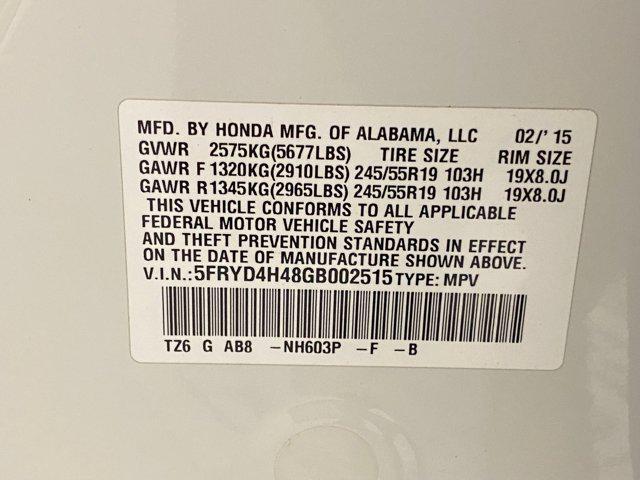 MFD. BY HONDA MFG. OF ALABAMA, LLC 02/' 15
GVWR 2575KG(5677LBS) TIRE SIZE RIM SIZE
GAWR F 1320KG(2910LBS) 245/55R19 103H 19X8.0J
GAWR R1345KG(2965LBS) 245/55R19 103H 19X8.0J
THIS VEHICLE CONFORMS TO ALL APPLICABLE
FEDERAL MOTOR VEHICLE SAFETY
AND THEFT PREVENTION STANDARDS IN EFFECT
ON THE DATE OF MANUFACTURE SHOWN ABOVE.
V.I.N.:5FRYD4H48GB002515 TYPE: MPV
TZ6 G AB8 -NH603P -F -B